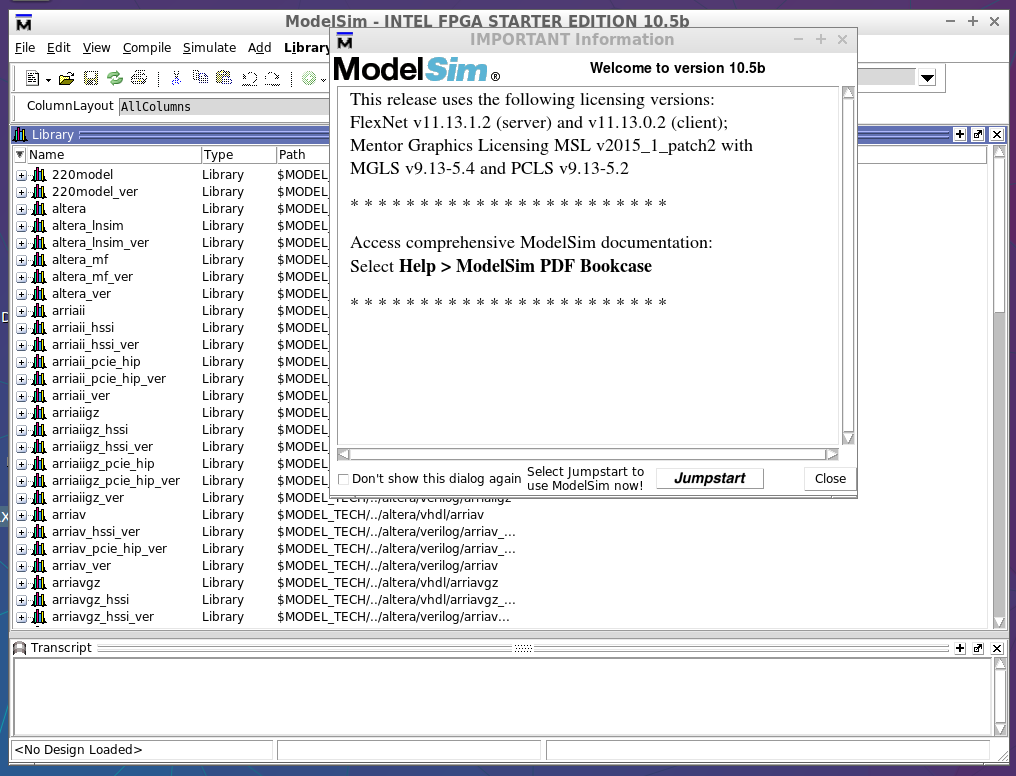 ModelSim - INTEL FPGA STARTER EDITION 10.5b
File Edit View Compile Simulate Add Library
ColumnLayout AllColumns
Library
Name Type Path
220model Library $MODEL_
220model_ver Library $MODEL_
altera Library $MODEL_
altera_lnsim Library $MODEL_
altera_lnsim_ver Library $MODEL_
altera_mf Library $MODEL_
altera_mf_ver Library $MODEL_
altera_ver Library $MODEL_
arriaii Library $MODEL_
arriaii_hssi Library $MODEL_
arriaii_hssi_ver Library $MODEL_
arriaii_pcie_hip Library $MODEL_
arriaii_pcie_hip_ver Library $MODEL_
arriaii_ver Library $MODEL_
arriaiigz Library $MODEL_
arriaiigz_hssi Library $MODEL_
arriaiigz_hssi_ver Library $MODEL_
arriaiigz_pcie_hip Library $MODEL_
arriaiigz_pcie_hip_ver Library $MODEL_
arriaiigz_ver Library $MODEL_TECH/../altera/verilog/arriaiigz
arriav Library $MODEL_TECH/../altera/vhdl/arriav
arriav_hssi_ver Library $MODEL_TECH/../altera/verilog/arriav_...
arriav_pcie_hip_ver Library $MODEL_TECH/../altera/verilog/arriav_...
arriav_ver Library $MODEL_TECH/../altera/verilog/arriav
arriavgz Library $MODEL_TECH/../altera/vhdl/arriavgz
arriavgz_hssi Library $MODEL_TECH/../altera/vhdl/arriavgz_...
arriavgz_hssi_ver Library $MODEL_TECH/../altera/verilog/arriav...
IMPORTANT Information
ModelSim® Welcome to version 10.5b
This release uses the following licensing versions:
FlexNet v11.13.1.2 (server) and v11.13.0.2 (client);
Mentor Graphics Licensing MSL v2015_1_patch2 with
MGLS v9.13-5.4 and PCLS v9.13-5.2
* * * * * * * * * * * * * * * * * * * * * * *
Access comprehensive ModelSim documentation:
Select Help > ModelSim PDF Bookcase
* * * * * * * * * * * * * * * * * * * * * * *
Don't show this dialog again
Select Jumpstart to
use ModelSim now!
Jumpstart
Close
Transcript
<No Design Loaded>